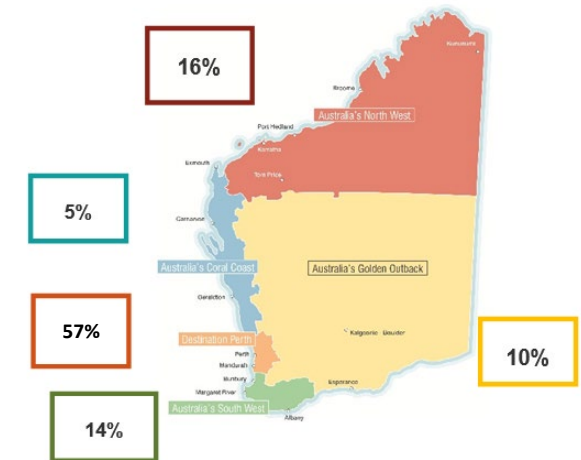 16%
Kununurra
Broome
Australia's North West
Port Hedland
Karratha
Tom Price
Exmouth
5%
Carnarvon
Australia's Coral Coast
Australia's Golden Outback
Geraldton
57%
Destination Perth
Kalgoorlie - Boulder
10%
Perth
Mandurah
Bunbury
Esperance
Margaret River
Australia's South West
Albany
14%